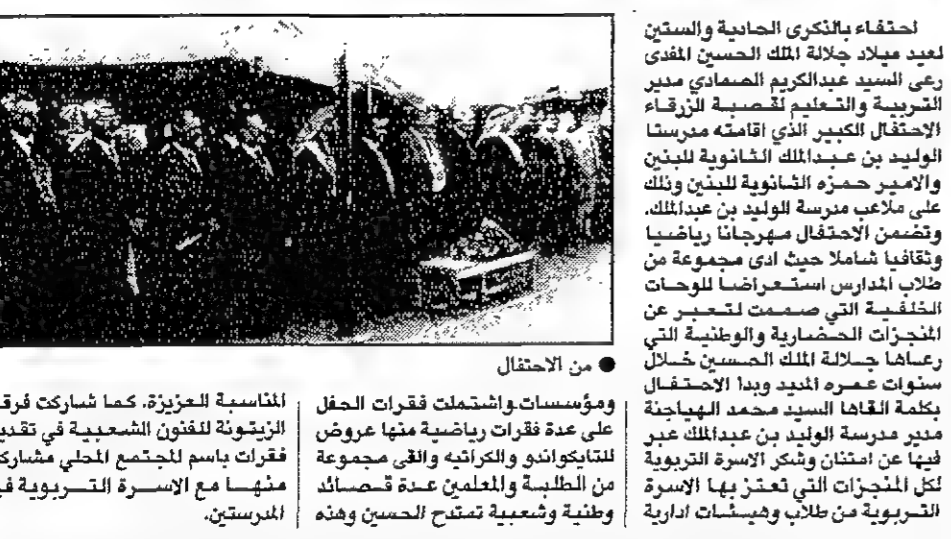 احتفاء بالذكرى الحادية والستين
لعيد ميلاد جلالة الملك الحسين المفدى
رعى السيد عبدالكريم الصمادي مدير
التربية والتعليم لقصبة الزرقاء
الاحتفال الكبير الذي اقامته مدرستا
الوليد بن عبدالملك الثانوية للبنين
والامير حمزه الثانوية للبنين وذلك
على ملاعب مدرسة الوليد بن عبدالملك.
وتضمن الاحتفال مهرجانا رياضيا
وثقافيا شاملا حيث ادى مجموعة من
طلاب المدارس استعراضا للوحات
الخلفية التي صممت لتعبر عن
المنجزات الحضارية والوطنية التي
رعاها جلالة الملك الحسين خلال
سنوات عمره المديد وبدا الاحتفال
بكلمة القاها السيد محمد الهياجنة
مدير مدرسة الوليد بن عبدالملك عبر
فيها عن امتنان وشكر الاسرة التربوية
لكل المنجزات التي تعتز بها الاسرة
التربوية من طلاب وهيئات ادارية
● من الاحتفال
ومؤسسات واشتملت فقرات الحفل
على عدة فقرات رياضية منها عروض
للتايكواندو والكراتيه والقى مجموعة
من الطلبة والمعلمين عدة قصائد
وطنية وشعبية تمتدح الحسين وهذه
المناسبة العزيزة. كما شاركت فرقة
الزيتونة للفنون الشعبية في تقديم
فقرات باسم المجتمع المحلي مشاركة
منها مع الاسرة التربوية في
المدرستين.